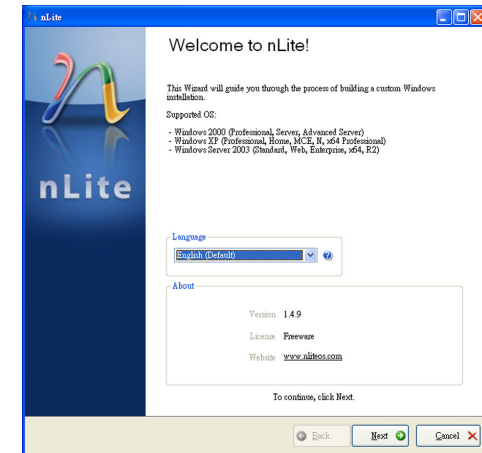 nLite
Welcome to nLite!
This Wizard will guide you through the process of building a custom Windows
installation.
Supported OS:
- Windows 2000 (Professional, Server, Advanced Server)
- Windows XP (Professional, Home, MCE, N, x64 Professional)
- Windows Server 2003 (Standard, Web, Enterprise, x64, R2)
nLite
Language
English (Default)
About
Version 1.4.9
License Freeware
Website www.nliteos.com
To continue, click Next.
Back Next Cancel